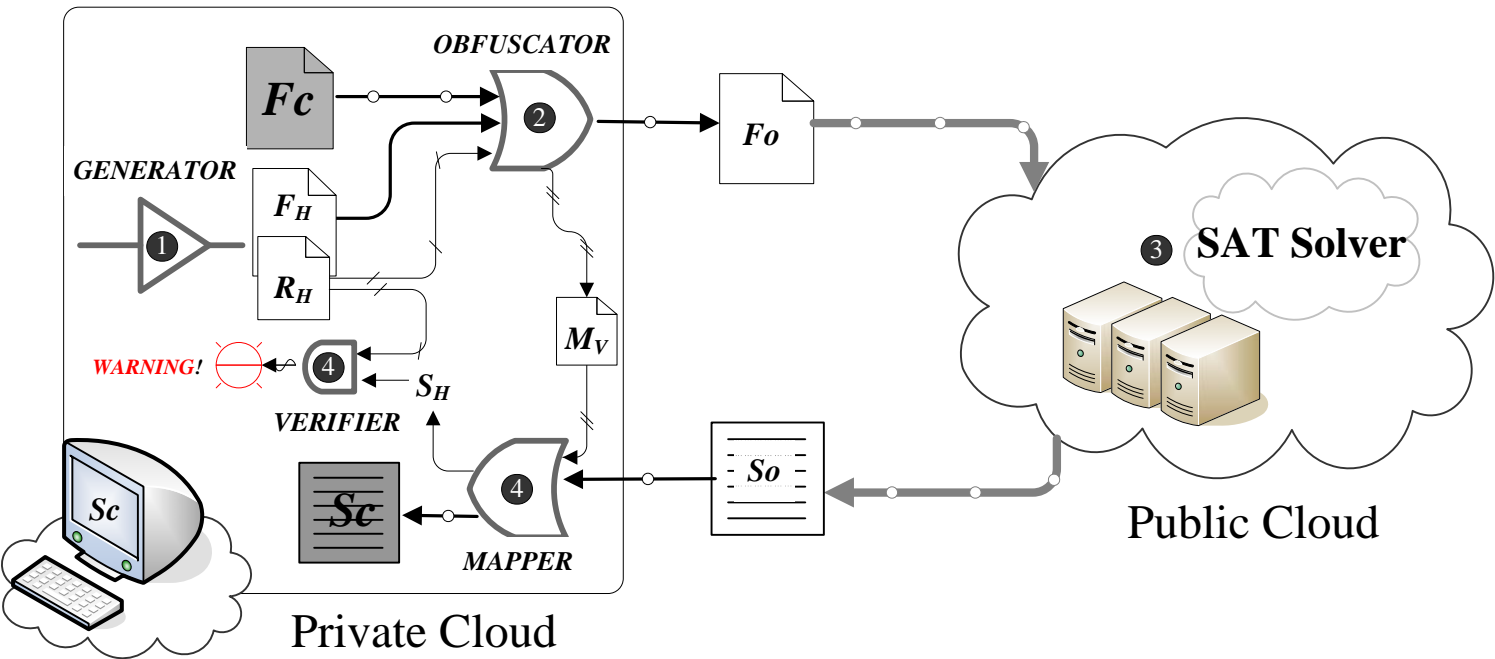 OBFUSCATOR
Fc
2
Fo
GENERATOR
F_H
1
R_H
3
SAT Solver
M_V
WARNING!
4
S_H
VERIFIER
Sc
Sc
4
So
MAPPER
Public Cloud
Private Cloud